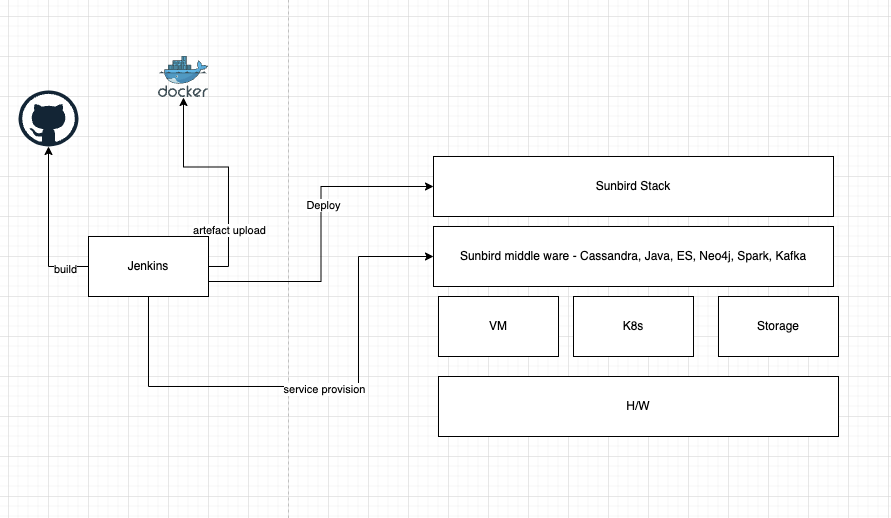 docker
Sunbird Stack
Deploy
artefact upload
Sunbird middle ware - Cassandra, Java, ES, Neo4j, Spark, Kafka
build
Jenkins
VM
K8s
Storage
service provision
H/W